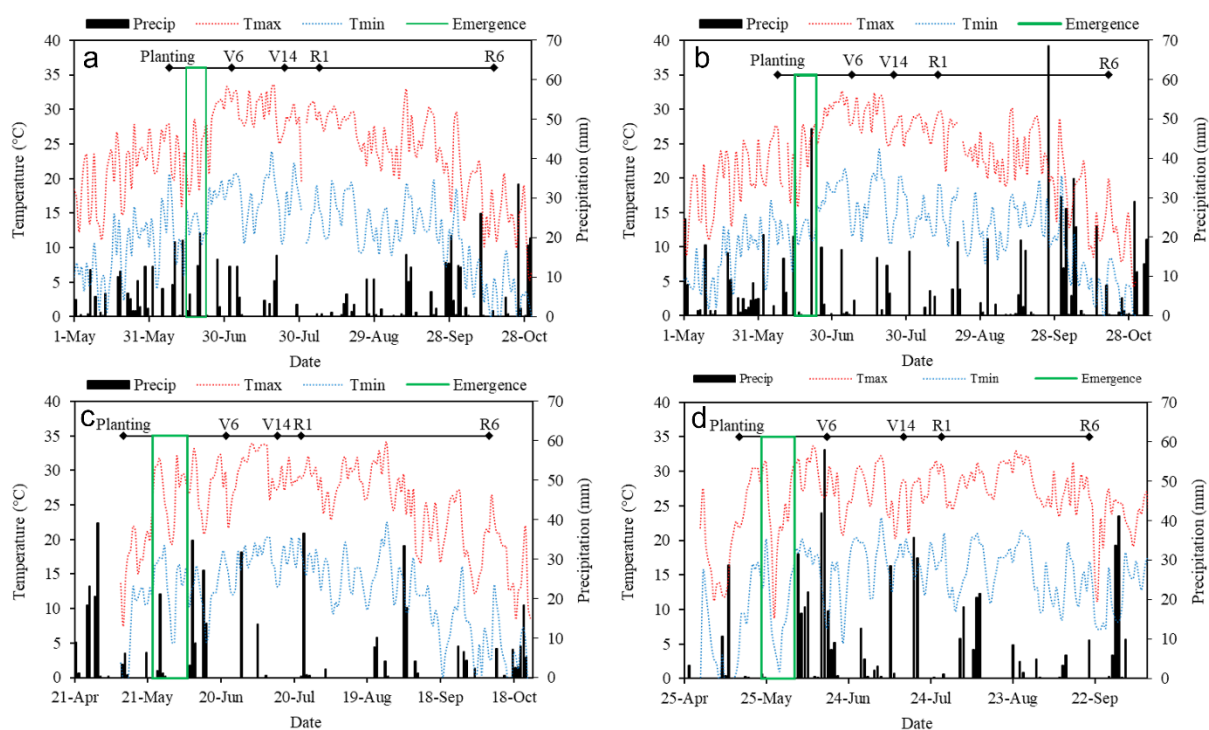 Precip Tmax Tmin Emergence
Precip Tmax Tmin Emergence
a
40
35
30
25
20
15
10
5
0
Temperature (°C)
Planting V6 V14 R1 R6
70
60
50
40
30
20
10
0
Precipitation (mm)
1-May 31-May 30-Jun 30-Jul 29-Aug 28-Sep 28-Oct
Date
b
40
35
30
25
20
15
10
5
0
Temperature (°C)
Planting V6 V14 R1 R6
70
60
50
40
30
20
10
0
Precipitation (mm)
1-May 31-May 30-Jun 30-Jul 29-Aug 28-Sep 28-Oct
Date
Precip Tmax Tmin Emergence
Precip Tmax Tmin Emergence
c
40
35
30
25
20
15
10
5
0
Temperature (°C)
Planting V6 V14 R1 R6
70
60
50
40
30
20
10
0
Precipitation (mm)
21-Apr 21-May 20-Jun 20-Jul 19-Aug 18-Sep 18-Oct
Date
d
40
35
30
25
20
15
10
5
0
Temperature (°C)
Planting V6 V14 R1 R6
70
60
50
40
30
20
10
0
Precipitation (mm)
25-Apr 25-May 24-Jun 24-Jul 23-Aug 22-Sep
Date